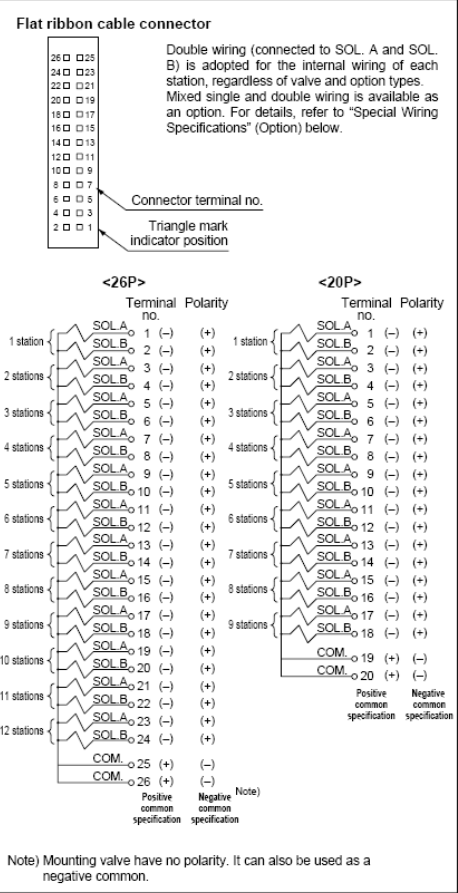 Flat ribbon cable connector
26 25
24 23
22 21
20 19
18 17
16 15
14 13
12 11
10 9
8 7
6 5
4 3
2 1
Double wiring (connected to SOL. A and SOL.
B) is adopted for the internal wiring of each
station, regardless of valve and option types.
Mixed single and double wiring is available as
an option. For details, refer to “Special Wiring
Specifications” (Option) below.
Connector terminal no.
Triangle mark
indicator position
<26P>
Terminal Polarity
no.
1 station
SOL.A 1 (–) (+)
SOL.B 2 (–) (+)
2 stations
SOL.A 3 (–) (+)
SOL.B 4 (–) (+)
3 stations
SOL.A 5 (–) (+)
SOL.B 6 (–) (+)
4 stations
SOL.A 7 (–) (+)
SOL.B 8 (–) (+)
5 stations
SOL.A 9 (–) (+)
SOL.B 10 (–) (+)
6 stations
SOL.A 11 (–) (+)
SOL.B 12 (–) (+)
7 stations
SOL.A 13 (–) (+)
SOL.B 14 (–) (+)
8 stations
SOL.A 15 (–) (+)
SOL.B 16 (–) (+)
9 stations
SOL.A 17 (–) (+)
SOL.B 18 (–) (+)
10 stations
SOL.A 19 (–) (+)
SOL.B 20 (–) (+)
11 stations
SOL.A 21 (–) (+)
SOL.B 22 (–) (+)
12 stations
SOL.A 23 (–) (+)
SOL.B 24 (–) (+)
COM. 25 (+) (–)
COM. 26 (+) (–)
Positive Negative Note)
common common
specification specification
<20P>
Terminal Polarity
no.
1 station
SOL.A 1 (–) (+)
SOL.B 2 (–) (+)
2 stations
SOL.A 3 (–) (+)
SOL.B 4 (–) (+)
3 stations
SOL.A 5 (–) (+)
SOL.B 6 (–) (+)
4 stations
SOL.A 7 (–) (+)
SOL.B 8 (–) (+)
5 stations
SOL.A 9 (–) (+)
SOL.B 10 (–) (+)
6 stations
SOL.A 11 (–) (+)
SOL.B 12 (–) (+)
7 stations
SOL.A 13 (–) (+)
SOL.B 14 (–) (+)
8 stations
SOL.A 15 (–) (+)
SOL.B 16 (–) (+)
9 stations
SOL.A 17 (–) (+)
SOL.B 18 (–) (+)
COM. 19 (+) (–)
COM. 20 (+) (–)
Positive Negative
common common
specification specification
Note) Mounting valve have no polarity. It can also be used as a
negative common.